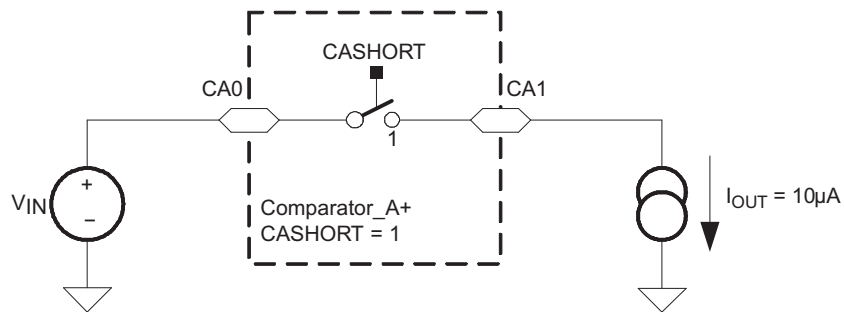 CASHORT
CA0
CA1
1
VIN
+
−
Comparator_A+
CASHORT = 1
IOUT = 10µA